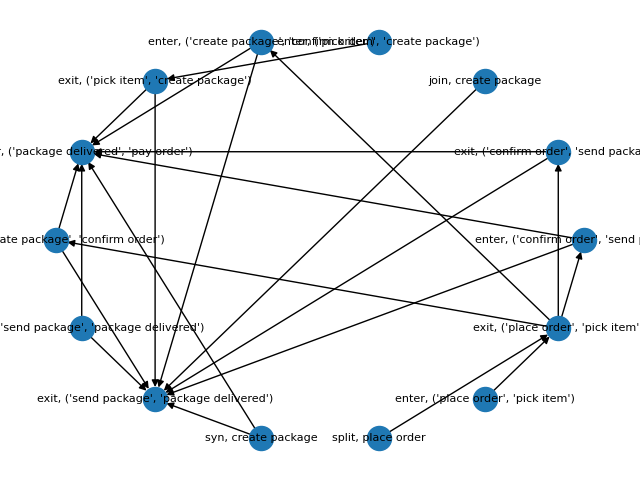 enter, ('create package', 'confirm order')
enter, ('pick item', 'create package')
exit, ('pick item', 'create package')
join, create package
r, ('package delivered', 'pay order')
exit, ('confirm order', 'send packa
ate package', 'confirm order')
enter, ('confirm order', 'send p
'send package', 'package delivered')
exit, ('place order', 'pick item'
exit, ('send package', 'package delivered')
enter, ('place order', 'pick item')
syn, create package
split, place order